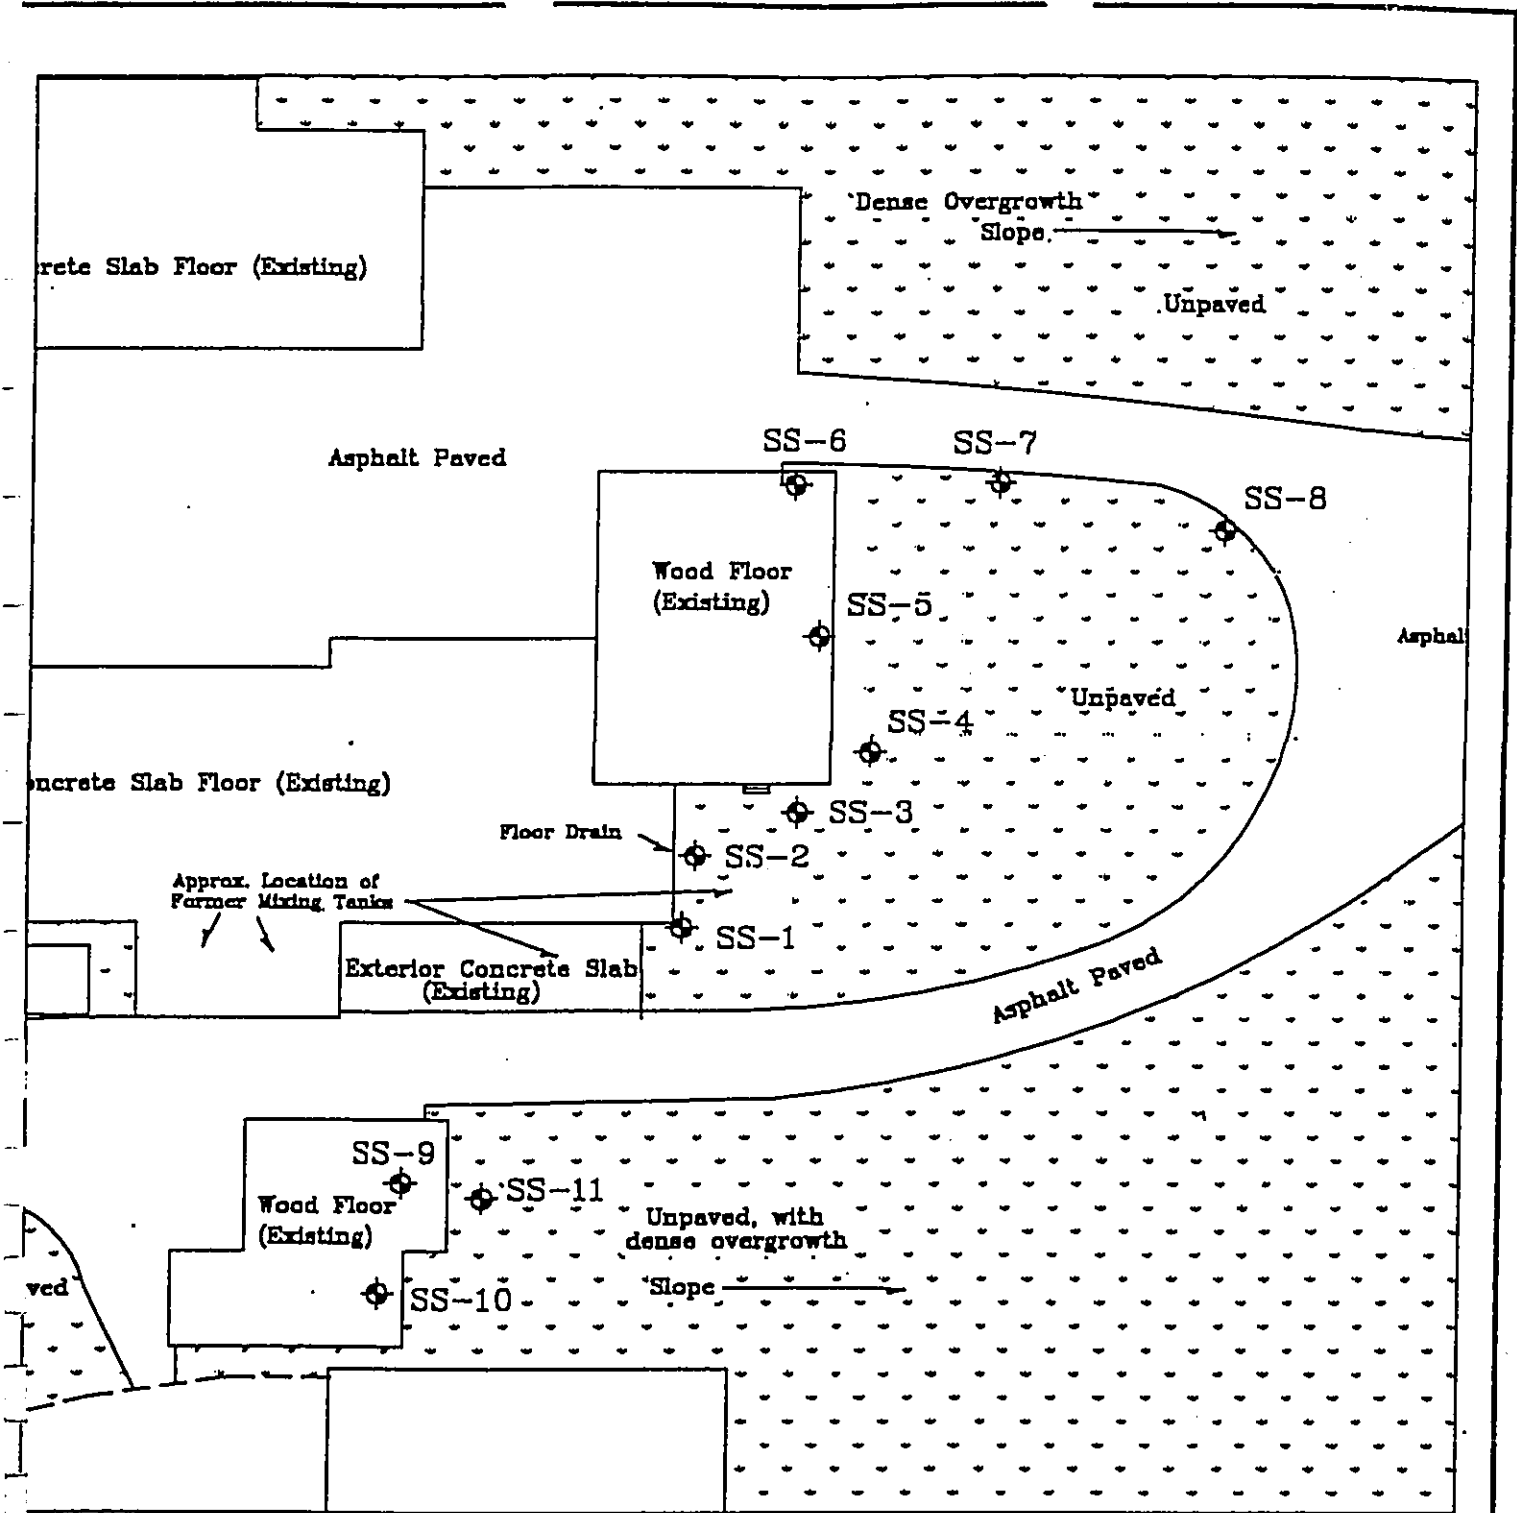 Dense Overgrowth
Slope
rete Slab Floor (Existing)
Unpaved
SS-6
SS-7
Asphalt Paved
SS-8
Wood Floor
(Existing)
SS-5
Asphal
Unpaved
SS-4
ncrete Slab Floor (Existing)
SS-3
Floor Drain
SS-2
Approx. Location of
Former Mixing Tanks
SS-1
Exterior Concrete Slab
(Existing)
Asphalt Paved
SS-9
SS-11
Wood Floor
(Existing)
Unpaved, with
dense overgrowth
ved
Slope
SS-10